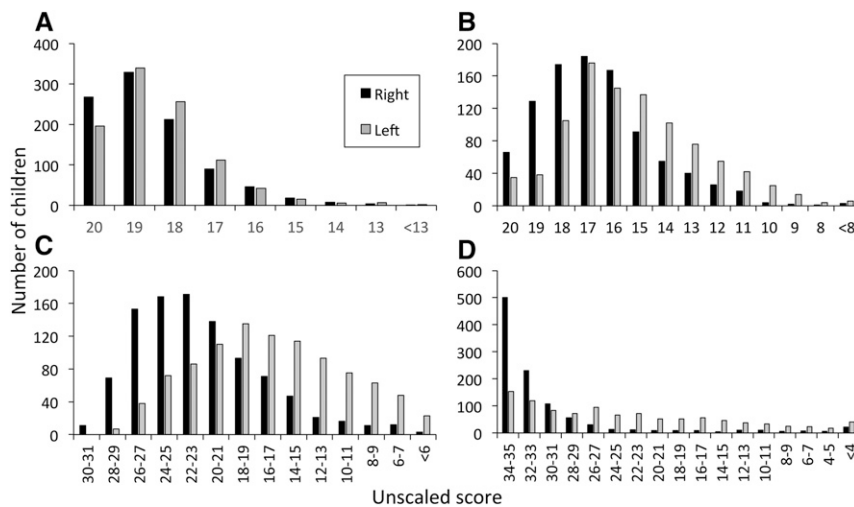 A
B
400
300
200
100
0
Right
Left
20 19 18 17 16 15 14 13 <13
200
160
120
80
40
0
20 19 18 17 16 15 14 13 12 11 10 9 8 <8
Number of children
C
D
200
160
120
80
40
0
30-31 28-29 26-27 24-25 22-23 20-21 18-19 16-17 14-15 12-13 10-11 8-9 6-7 <6
600
500
400
300
200
100
0
34-35 32-33 30-31 28-29 26-27 24-25 22-23 20-21 18-19 16-17 14-15 12-13 10-11 8-9 6-7 4-5 <4
Unscaled score